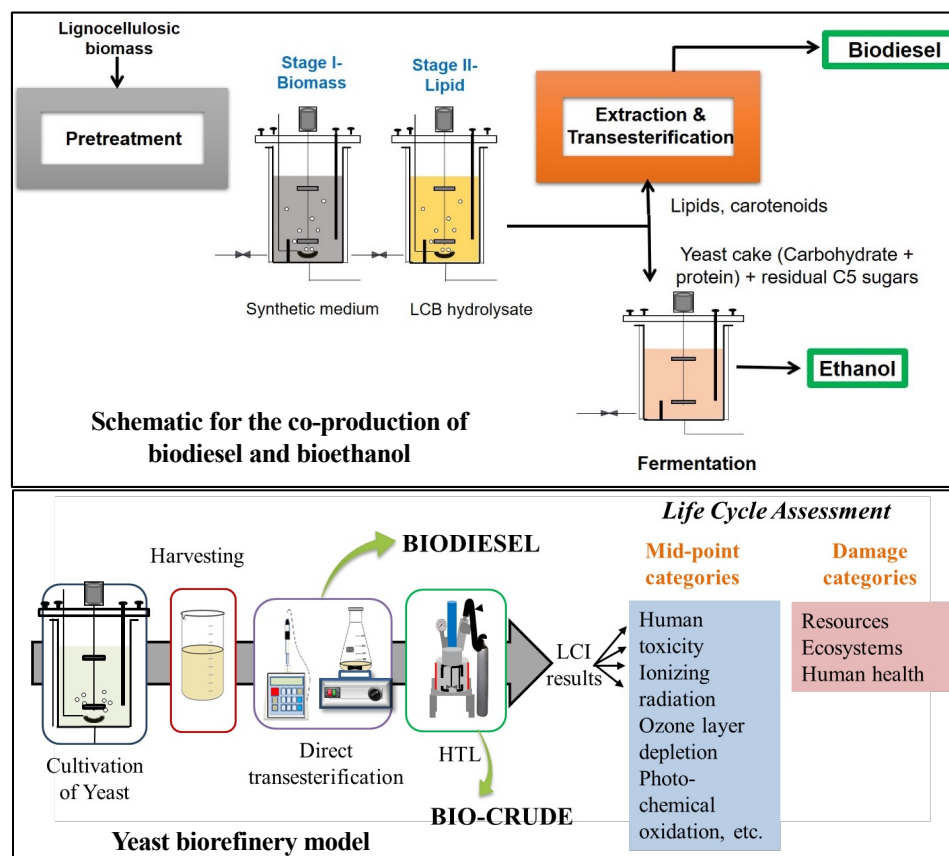 Lignocellulosic
biomass
Pretreatment
Stage I-
Biomass
Synthetic medium
Stage II-
Lipid
LCB hydrolysate
Extraction &
Transesterification
Biodiesel
Lipids, carotenoids
Yeast cake (Carbohydrate +
protein) + residual C5 sugars
Ethanol
Fermentation
Schematic for the co-production of
biodiesel and bioethanol
Life Cycle Assessment
Harvesting
BIODIESEL
Mid-point
categories
Damage
categories
Cultivation
of Yeast
Direct
transesterification
HTL
BIO-CRUDE
LCI
results
Human
toxicity
Ionizing
radiation
Ozone layer
depletion
Photo-
chemical
oxidation, etc.
Resources
Ecosystems
Human health
Yeast biorefinery model